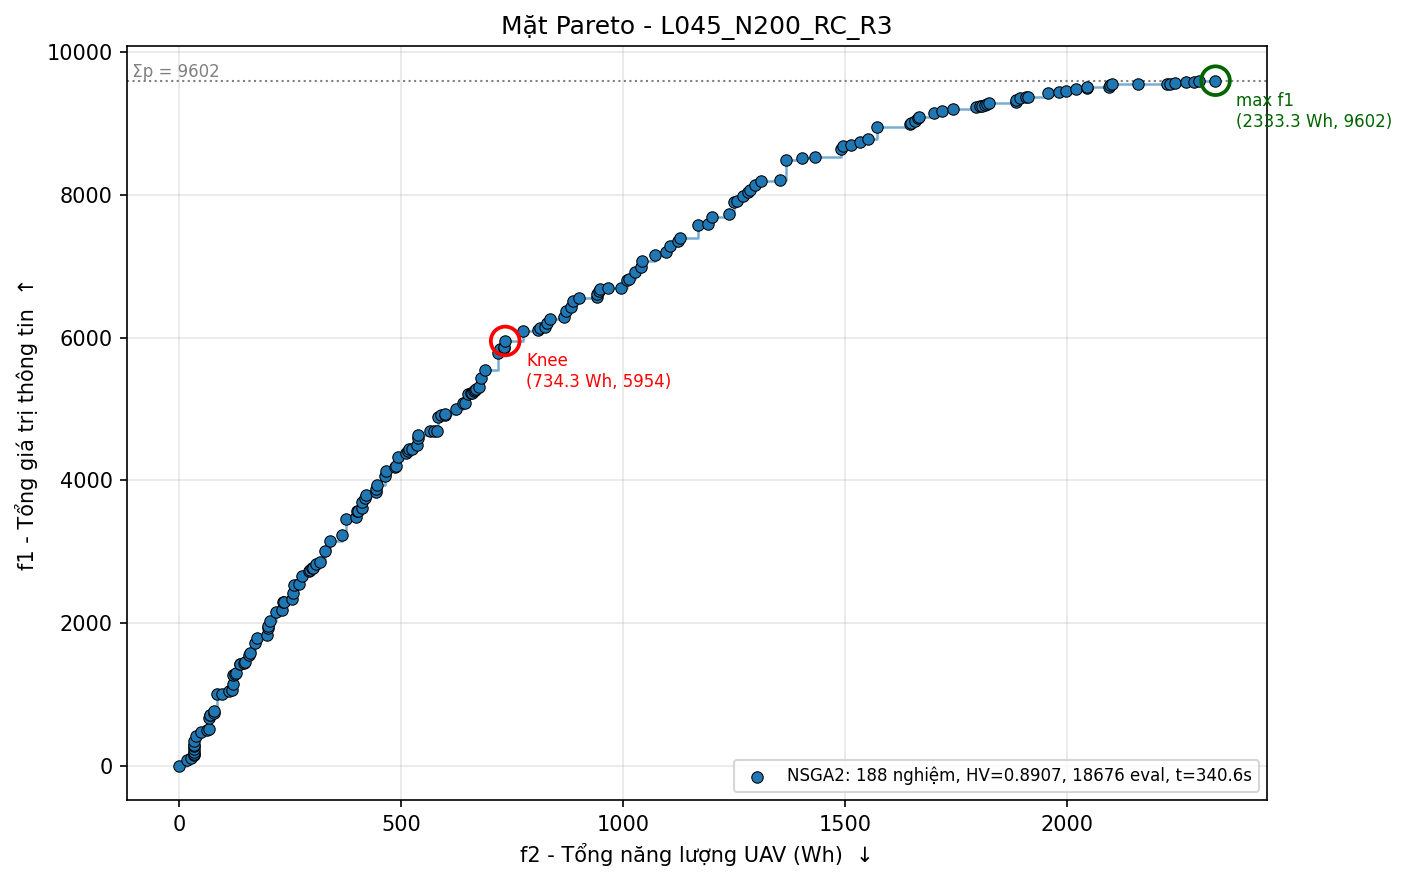 Mặt Pareto - L045_N200_RC_R3
f1 - Tổng giá trị thông tin ↑
10000
8000
6000
4000
2000
0
Σp = 9602
max f1
(2333.3 Wh, 9602)
Knee
(734.3 Wh, 5954)
NSGA2: 188 nghiệm, HV=0.8907, 18676 eval, t=340.6s
0
500
1000
1500
2000
f2 - Tổng năng lượng UAV (Wh) ↓